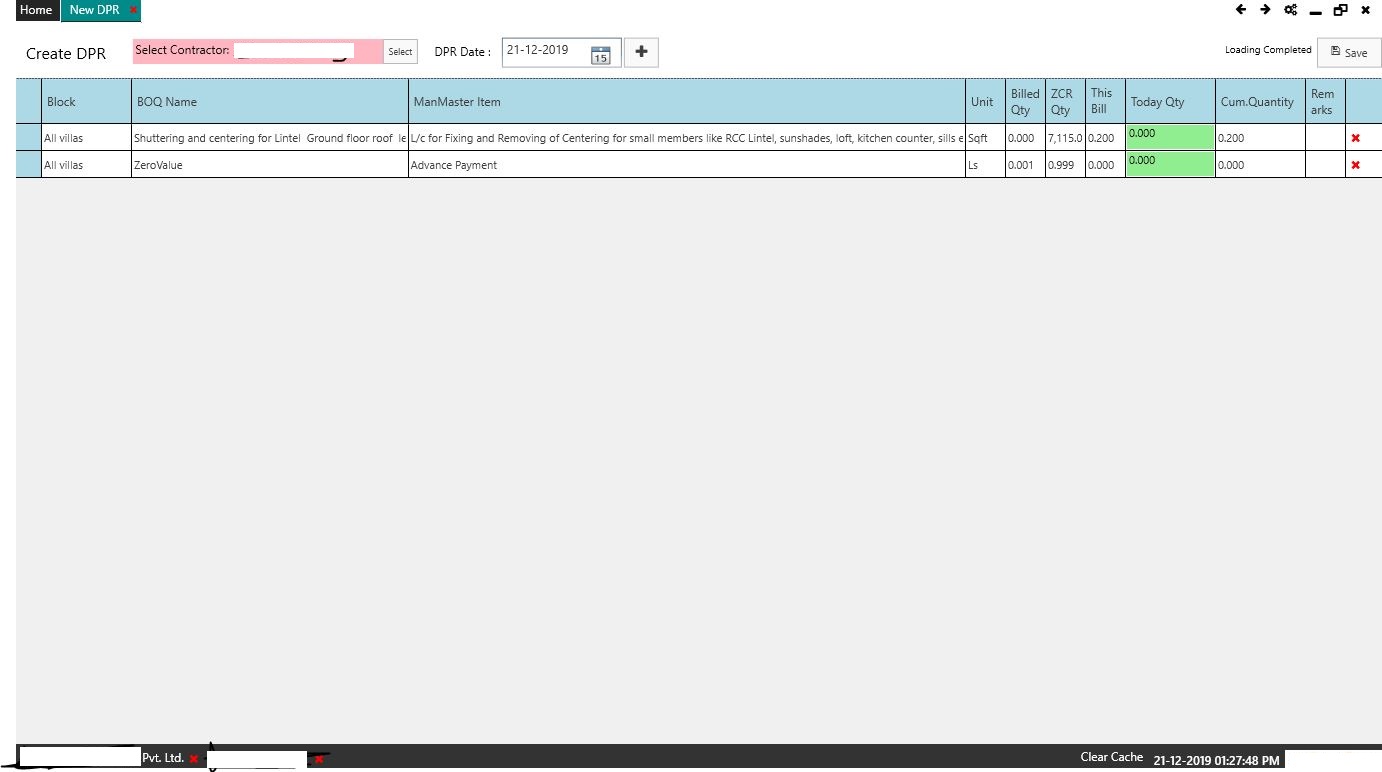 Home New DPR
Create DPR Select Contractor: Select DPR Date : 21-12-2019 15 Loading Completed Save
Block BOQ Name ManMaster Item Unit Billed Qty ZCR Qty This Bill Today Qty Cum.Quantity Rem arks
All villas Shuttering and centering for Lintel Ground floor roof le L/c for Fixing and Removing of Centering for small members like RCC Lintel, sunshades, loft, kitchen counter, sills e Sqft 0.000 7,115.0 0.200 0.000 0.200
All villas ZeroValue Advance Payment Ls 0.001 0.999 0.000 0.000 0.000
Pvt. Ltd. Clear Cache 21-12-2019 01:27:48 PM